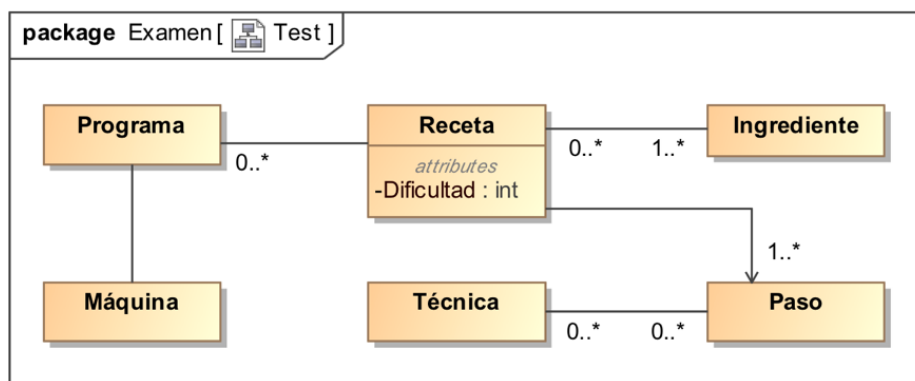 package Examen [ Test ]
Programa
Receta
Ingrediente
0..*
0..*
1..*
attributes
-Dificultad : int
1..*
Máquina
Técnica
Paso
0..*
0..*